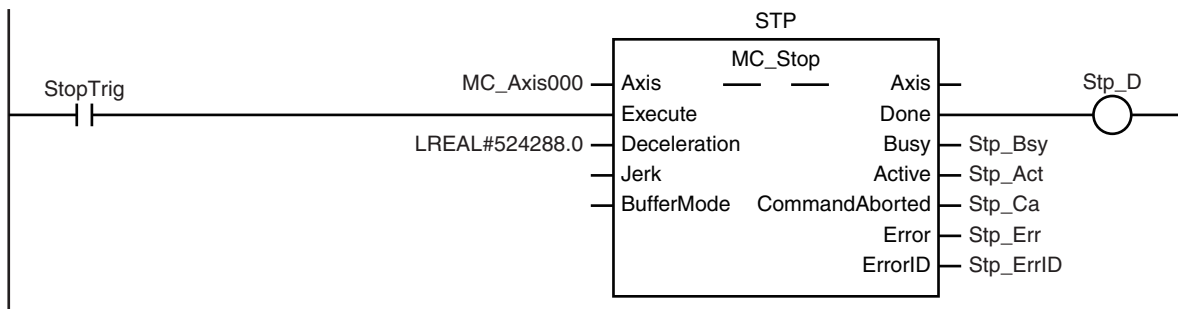 STP
MC_Stop
StopTrig
MC_Axis000 Axis Axis Stp_D
Execute Done
LREAL#524288.0 Deceleration Busy Stp_Bsy
Jerk Active Stp_Act
BufferMode CommandAborted Stp_Ca
Error Stp_Err
ErrorID Stp_ErrID